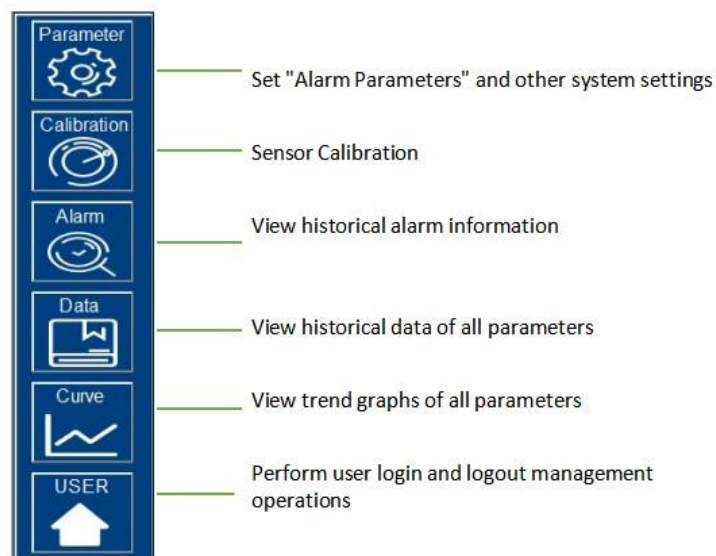 Parameter
Set "Alarm Parameters" and other system settings
Calibration
Sensor Calibration
Alarm
View historical alarm information
Data
View historical data of all parameters
Curve
View trend graphs of all parameters
USER
Perform user login and logout management
operations